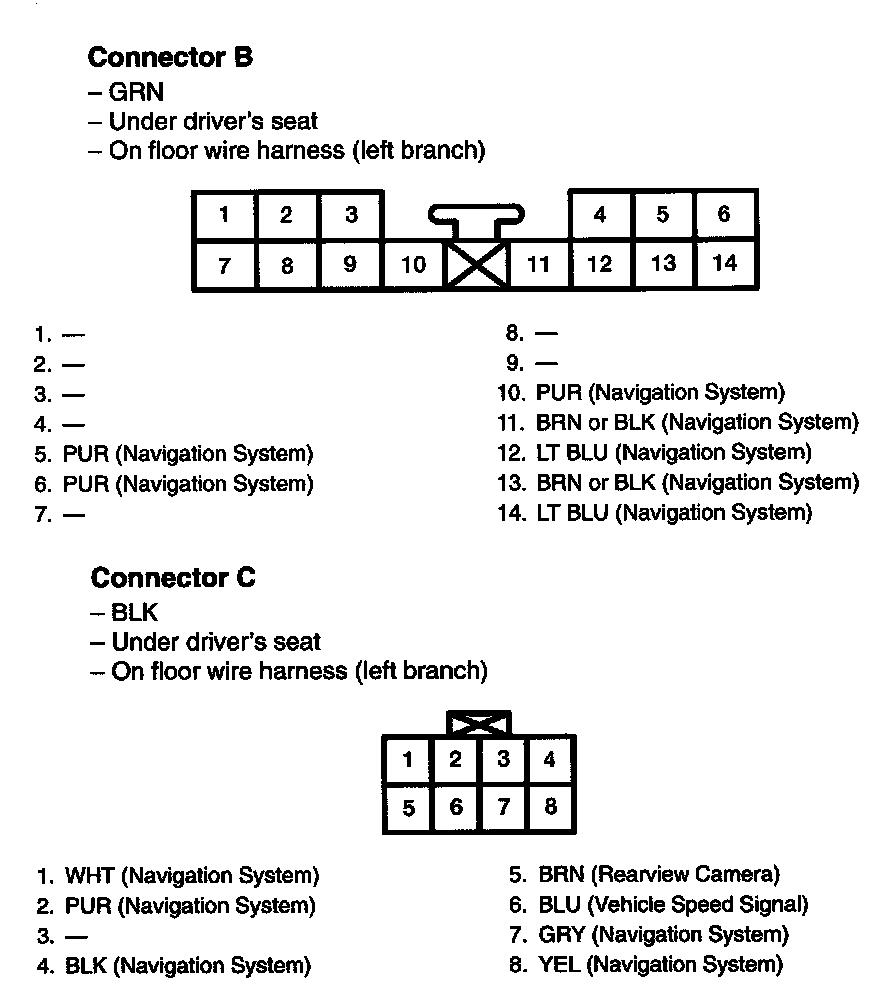 Connector B
– GRN
– Under driver's seat
– On floor wire harness (left branch)
1 2 3 4 5 6
7 8 9 10 11 12 13 14
1. —
2. —
3. —
4. —
5. PUR (Navigation System)
6. PUR (Navigation System)
7. —
8. —
9. —
10. PUR (Navigation System)
11. BRN or BLK (Navigation System)
12. LT BLU (Navigation System)
13. BRN or BLK (Navigation System)
14. LT BLU (Navigation System)
Connector C
– BLK
– Under driver's seat
– On floor wire harness (left branch)
1 2 3 4
5 6 7 8
1. WHT (Navigation System)
2. PUR (Navigation System)
3. —
4. BLK (Navigation System)
5. BRN (Rearview Camera)
6. BLU (Vehicle Speed Signal)
7. GRY (Navigation System)
8. YEL (Navigation System)